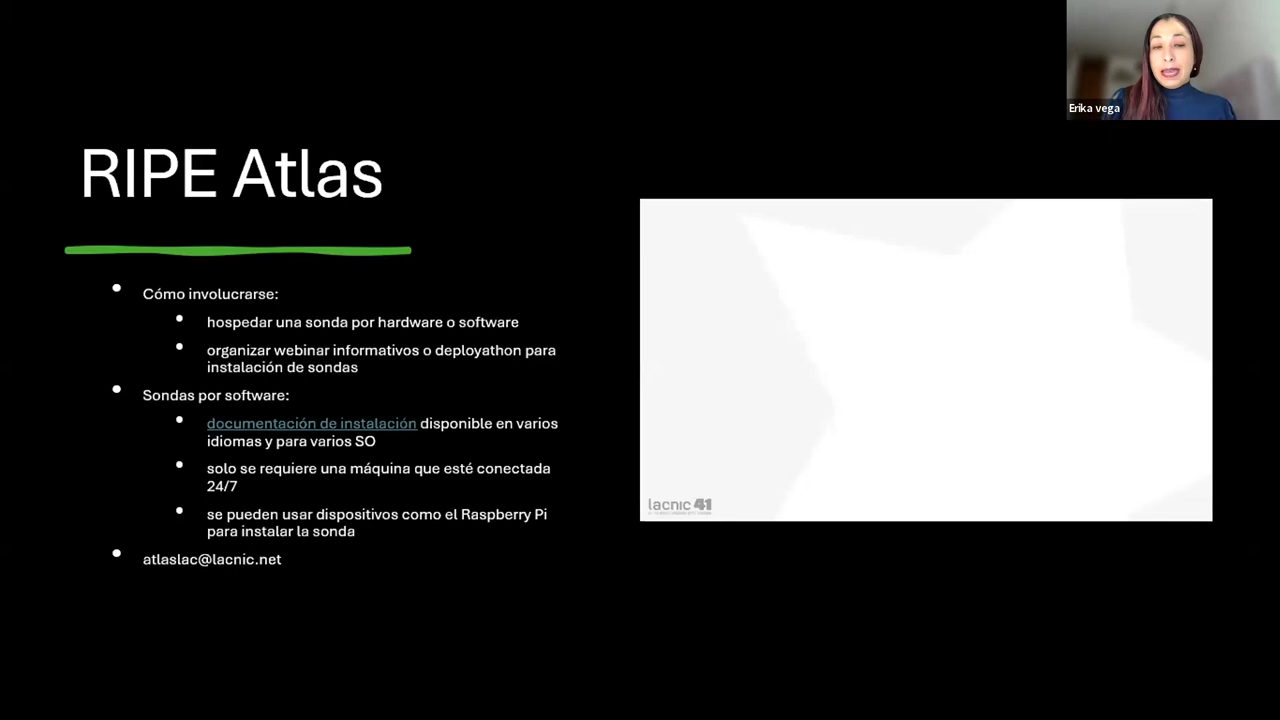 Erika vega
RIPE Atlas
Cómo involucrarse:
hospedar una sonda por hardware o software
organizar webinar informativos o deployathon para
instalación de sondas
Sondas por software:
documentación de instalación disponible en varios
idiomas y para varios SO
solo se requiere una máquina que esté conectada
24/7
se pueden usar dispositivos como el Raspberry Pi
para instalar la sonda
atlaslac@lacnic.net
lacnic 41